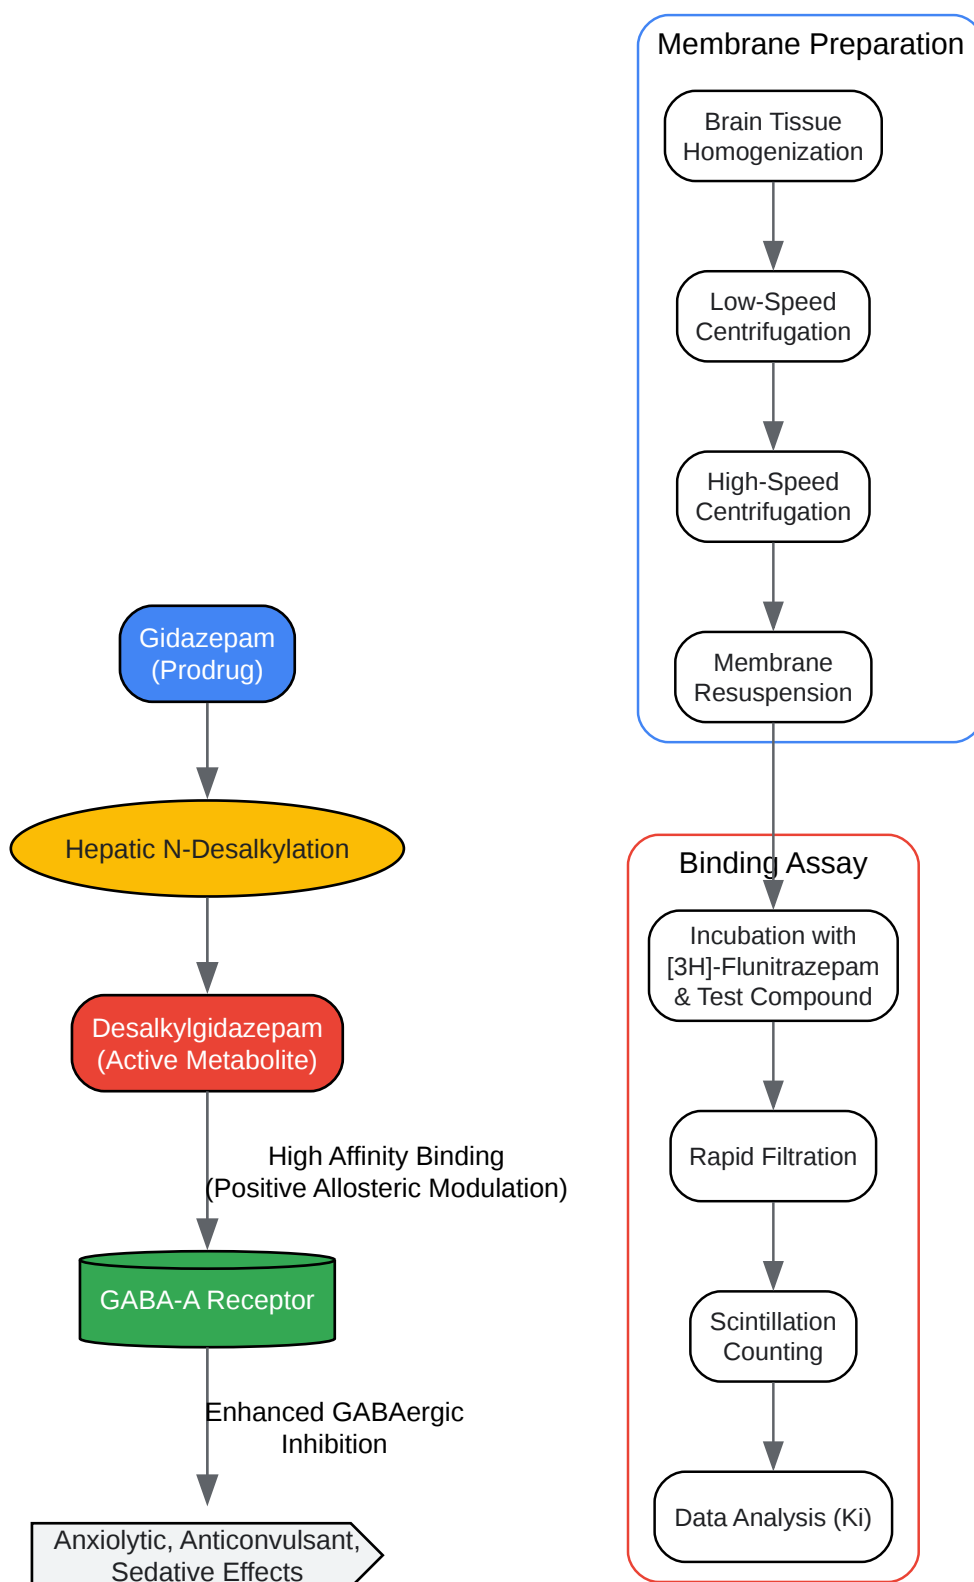 Membrane Preparation
Brain Tissue
Homogenization
Low-Speed
Centrifugation
High-Speed
Centrifugation
Membrane
Resuspension
Gidazepam
(Prodrug)
Hepatic N-Desalkylation
Desalkylgidazepam
(Active Metabolite)
High Affinity Binding
(Positive Allosteric Modulation)
GABA-A Receptor
Enhanced GABAergic
Inhibition
Anxiolytic, Anticonvulsant,
Sedative Effects
Binding Assay
Incubation with
[3H]-Flunitrazepam
& Test Compound
Rapid Filtration
Scintillation
Counting
Data Analysis (Ki)